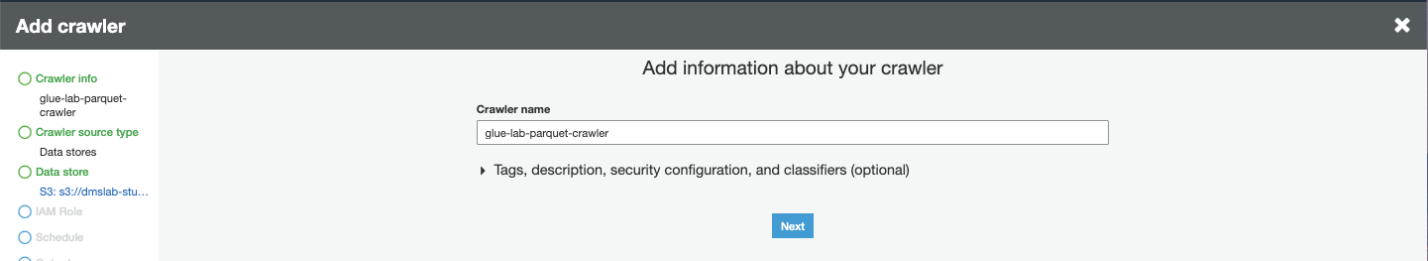 Add crawler
Crawler info
glue-lab-parquet-
crawler
Crawler source type
Data stores
Data store
S3: s3://dmslab-stu...
IAM Role
Schedule
Add information about your crawler
Crawler name
glue-lab-parquet-crawler
Tags, description, security configuration, and classifiers (optional)
Next